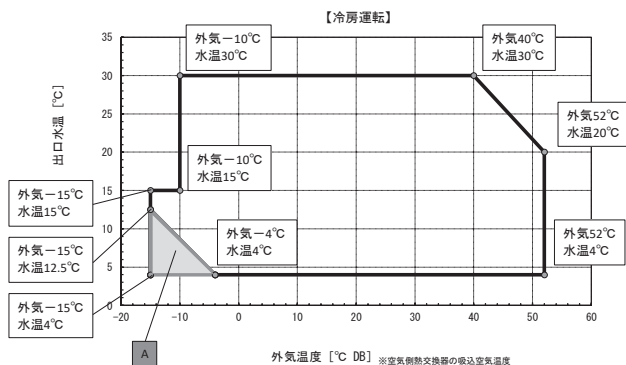 【冷房運転】
外気－10℃
水温30℃
外気40℃
水温30℃
出口水温 [℃]
35
30
25
20
15
10
5
0
外気52℃
水温20℃
外気－10℃
水温15℃
外気－15℃
水温15℃
外気－15℃
水温12.5℃
外気－4℃
水温4℃
外気52℃
水温4℃
外気－15℃
水温4℃
-20
-10
0
10
20
30
40
50
60
A
外気温度 [℃ DB] ※空気側熱交換器の吸込空気温度